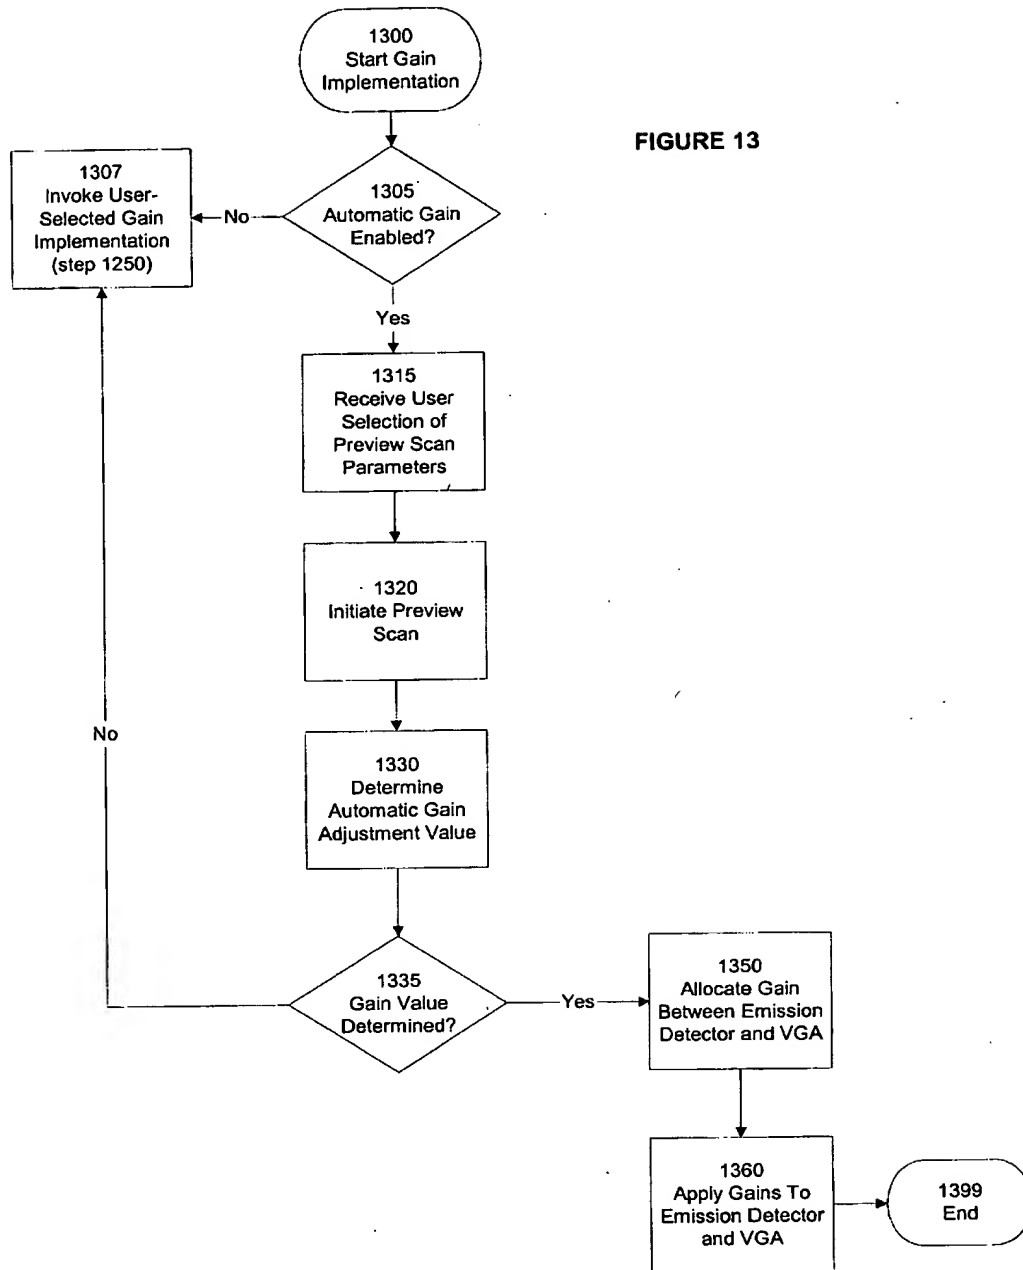 1300
Start Gain
Implementation
FIGURE 13
1307
Invoke User-
Selected Gain
Implementation
(step 1250)
No
1305
Automatic Gain
Enabled?
Yes
1315
Receive User
Selection of
Preview Scan
Parameters
1320
Initiate Preview
Scan
No
1330
Determine
Automatic Gain
Adjustment Value
1335
Gain Value
Determined?
Yes
1350
Allocate Gain
Between Emission
Detector and VGA
1360
Apply Gains To
Emission Detector
and VGA
1399
End